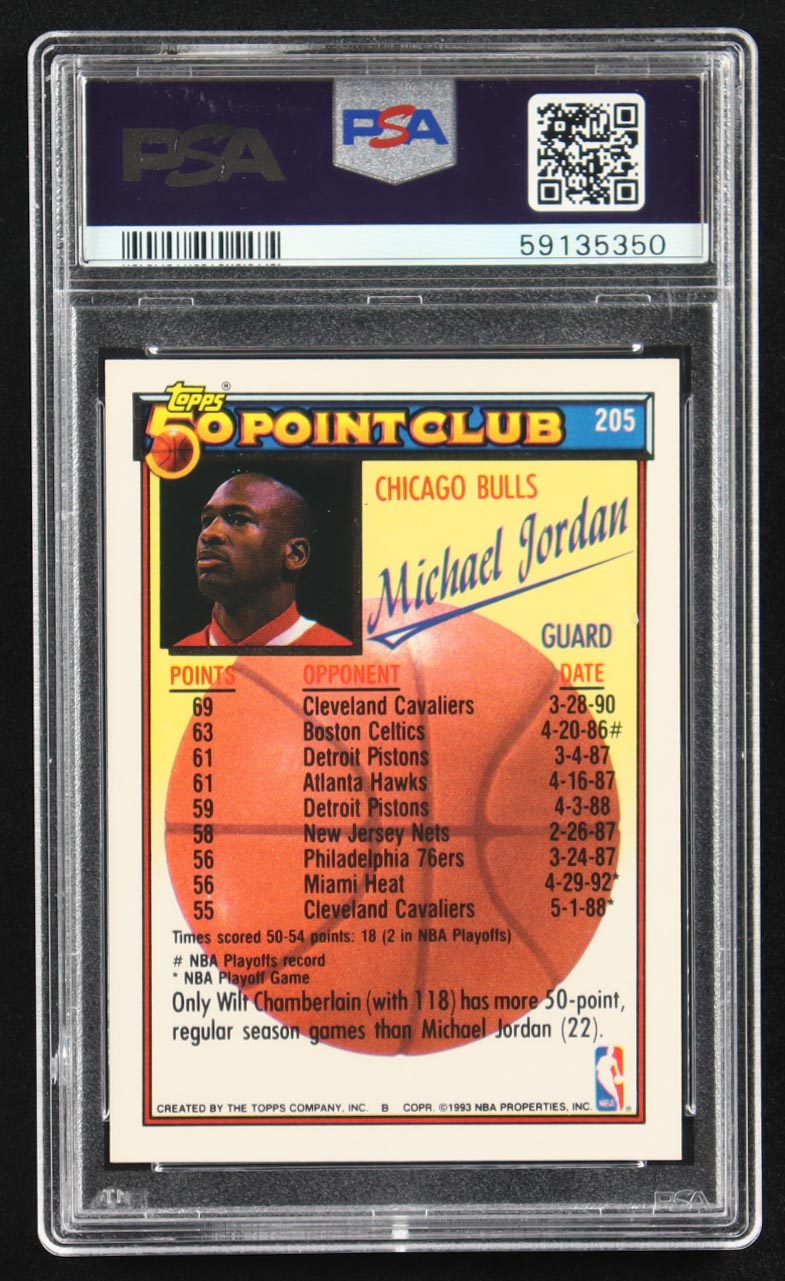 PSA
PSA
59135350
TOPPS ®
50 POINT CLUB 205
CHICAGO BULLS
Michael Jordan
GUARD
POINTS OPPONENT DATE
69 Cleveland Cavaliers 3-28-90
63 Boston Celtics 4-20-86#
61 Detroit Pistons 3-4-87
61 Atlanta Hawks 4-16-87
59 Detroit Pistons 4-3-88
58 New Jersey Nets 2-26-87
56 Philadelphia 76ers 3-24-87
56 Miami Heat 4-29-92*
55 Cleveland Cavaliers 5-1-88*
Times scored 50-54 points: 18 (2 in NBA Playoffs)
# NBA Playoffs record
* NBA Playoff Game
Only Wilt Chamberlain (with 118) has more 50-point,
regular season games than Michael Jordan (22).
CREATED BY THE TOPPS COMPANY, INC. B COPR. ©1993 NBA PROPERTIES, INC. ®
PSA